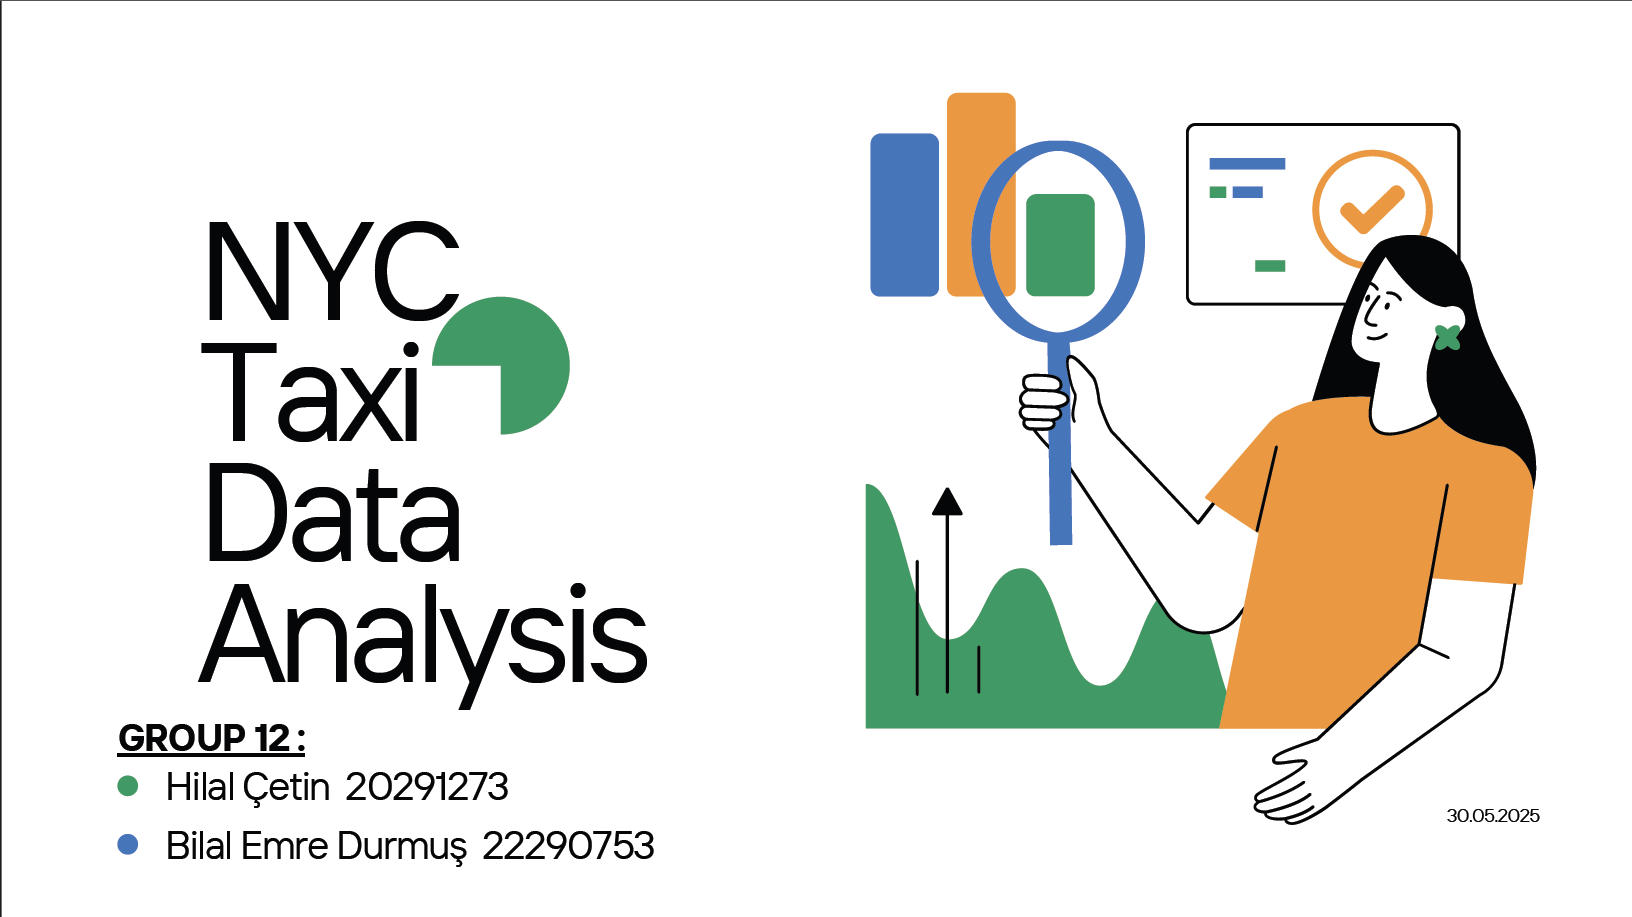 NYC
Taxi
Data
Analysis
GROUP 12 :
Hilal Çetin 20291273
Bilal Emre Durmuş 22290753
30.05.2025